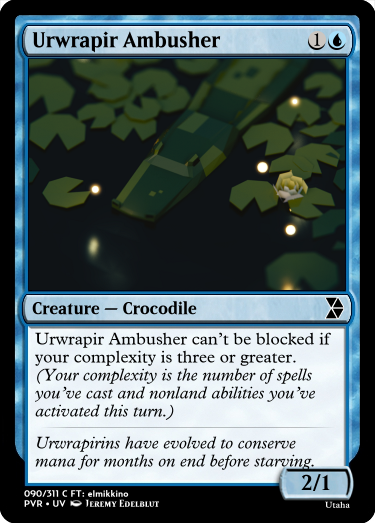 Urwrapir Ambusher 1
Creature — Crocodile
Urwrapir Ambusher can't be blocked if
your complexity is three or greater.
(Your complexity is the number of spells
you've cast and nonland abilities you've
activated this turn.)
Urwrapirins have evolved to conserve
mana for months on end before starving.
2/1
090/311 C FT: elmikkino
PVR • UV Jeremy Edelblut
Utaha